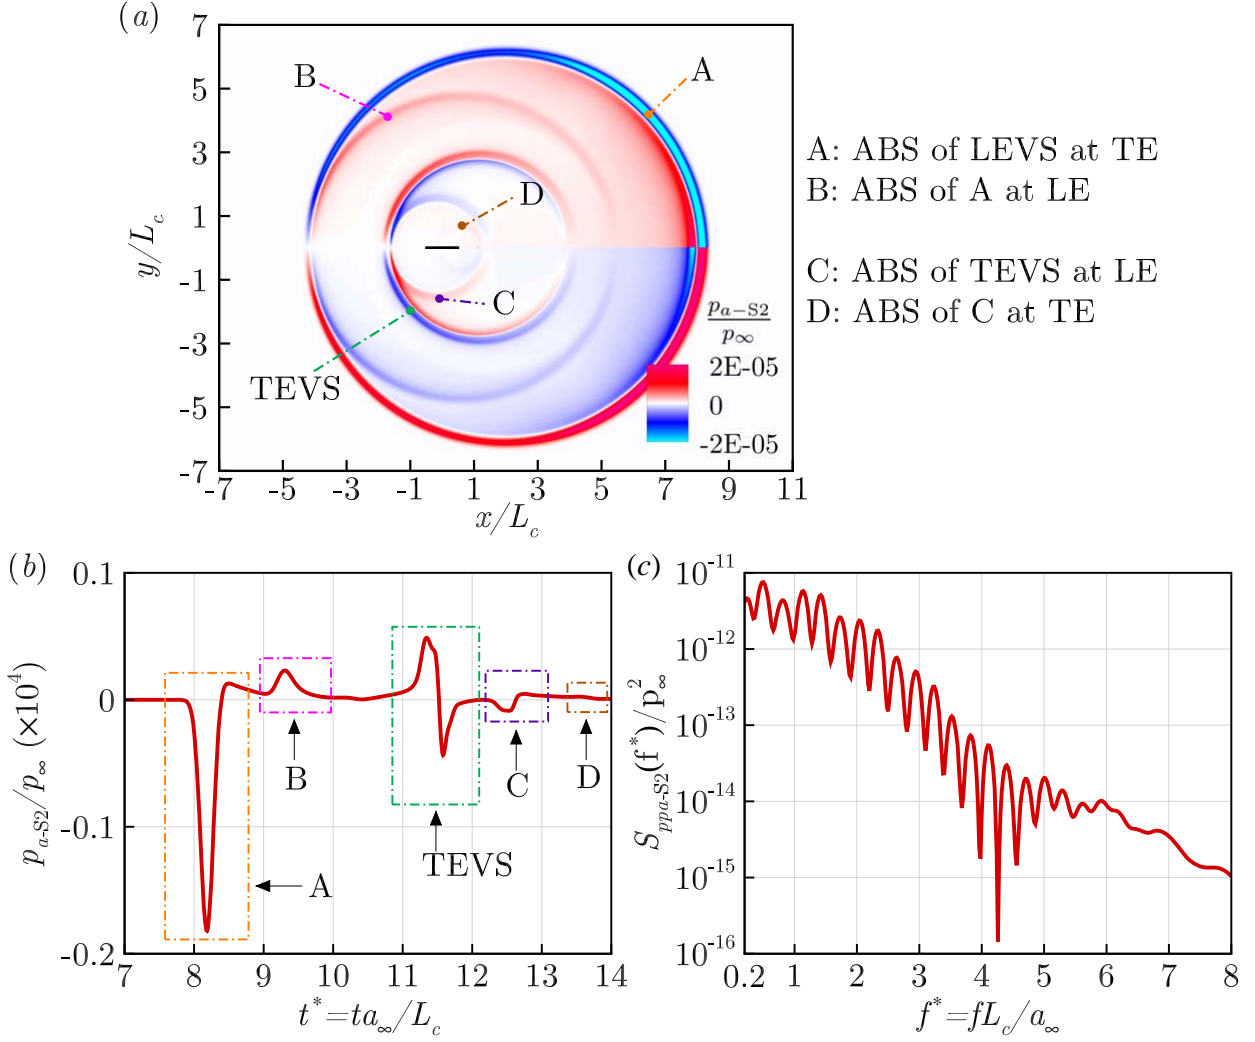 (a)
7
5
3
1
-1
-3
-5
-7
y/L_c
-7 -5 -3 -1 1 3 5 7 9 11
x/L_c
B
A
D
C
TEVS
p_{a−S2}/p_∞
2E-05
0
-2E-05
A: ABS of LEVS at TE
B: ABS of A at LE
C: ABS of TEVS at LE
D: ABS of C at TE
(b)
0.1
0
-0.1
-0.2
p_{a-S2}/p_∞ (×10^4)
B
C
D
TEVS
A
7 8 9 10 11 12 13 14
t^*=ta_∞/L_c
(c)
10^{-11}
10^{-12}
10^{-13}
10^{-14}
10^{-15}
10^{-16}
S_{ppa-S2}(f^*)/p_∞^2
0.2 1 2 3 4 5 6 7 8
f^*=fL_c/a_∞